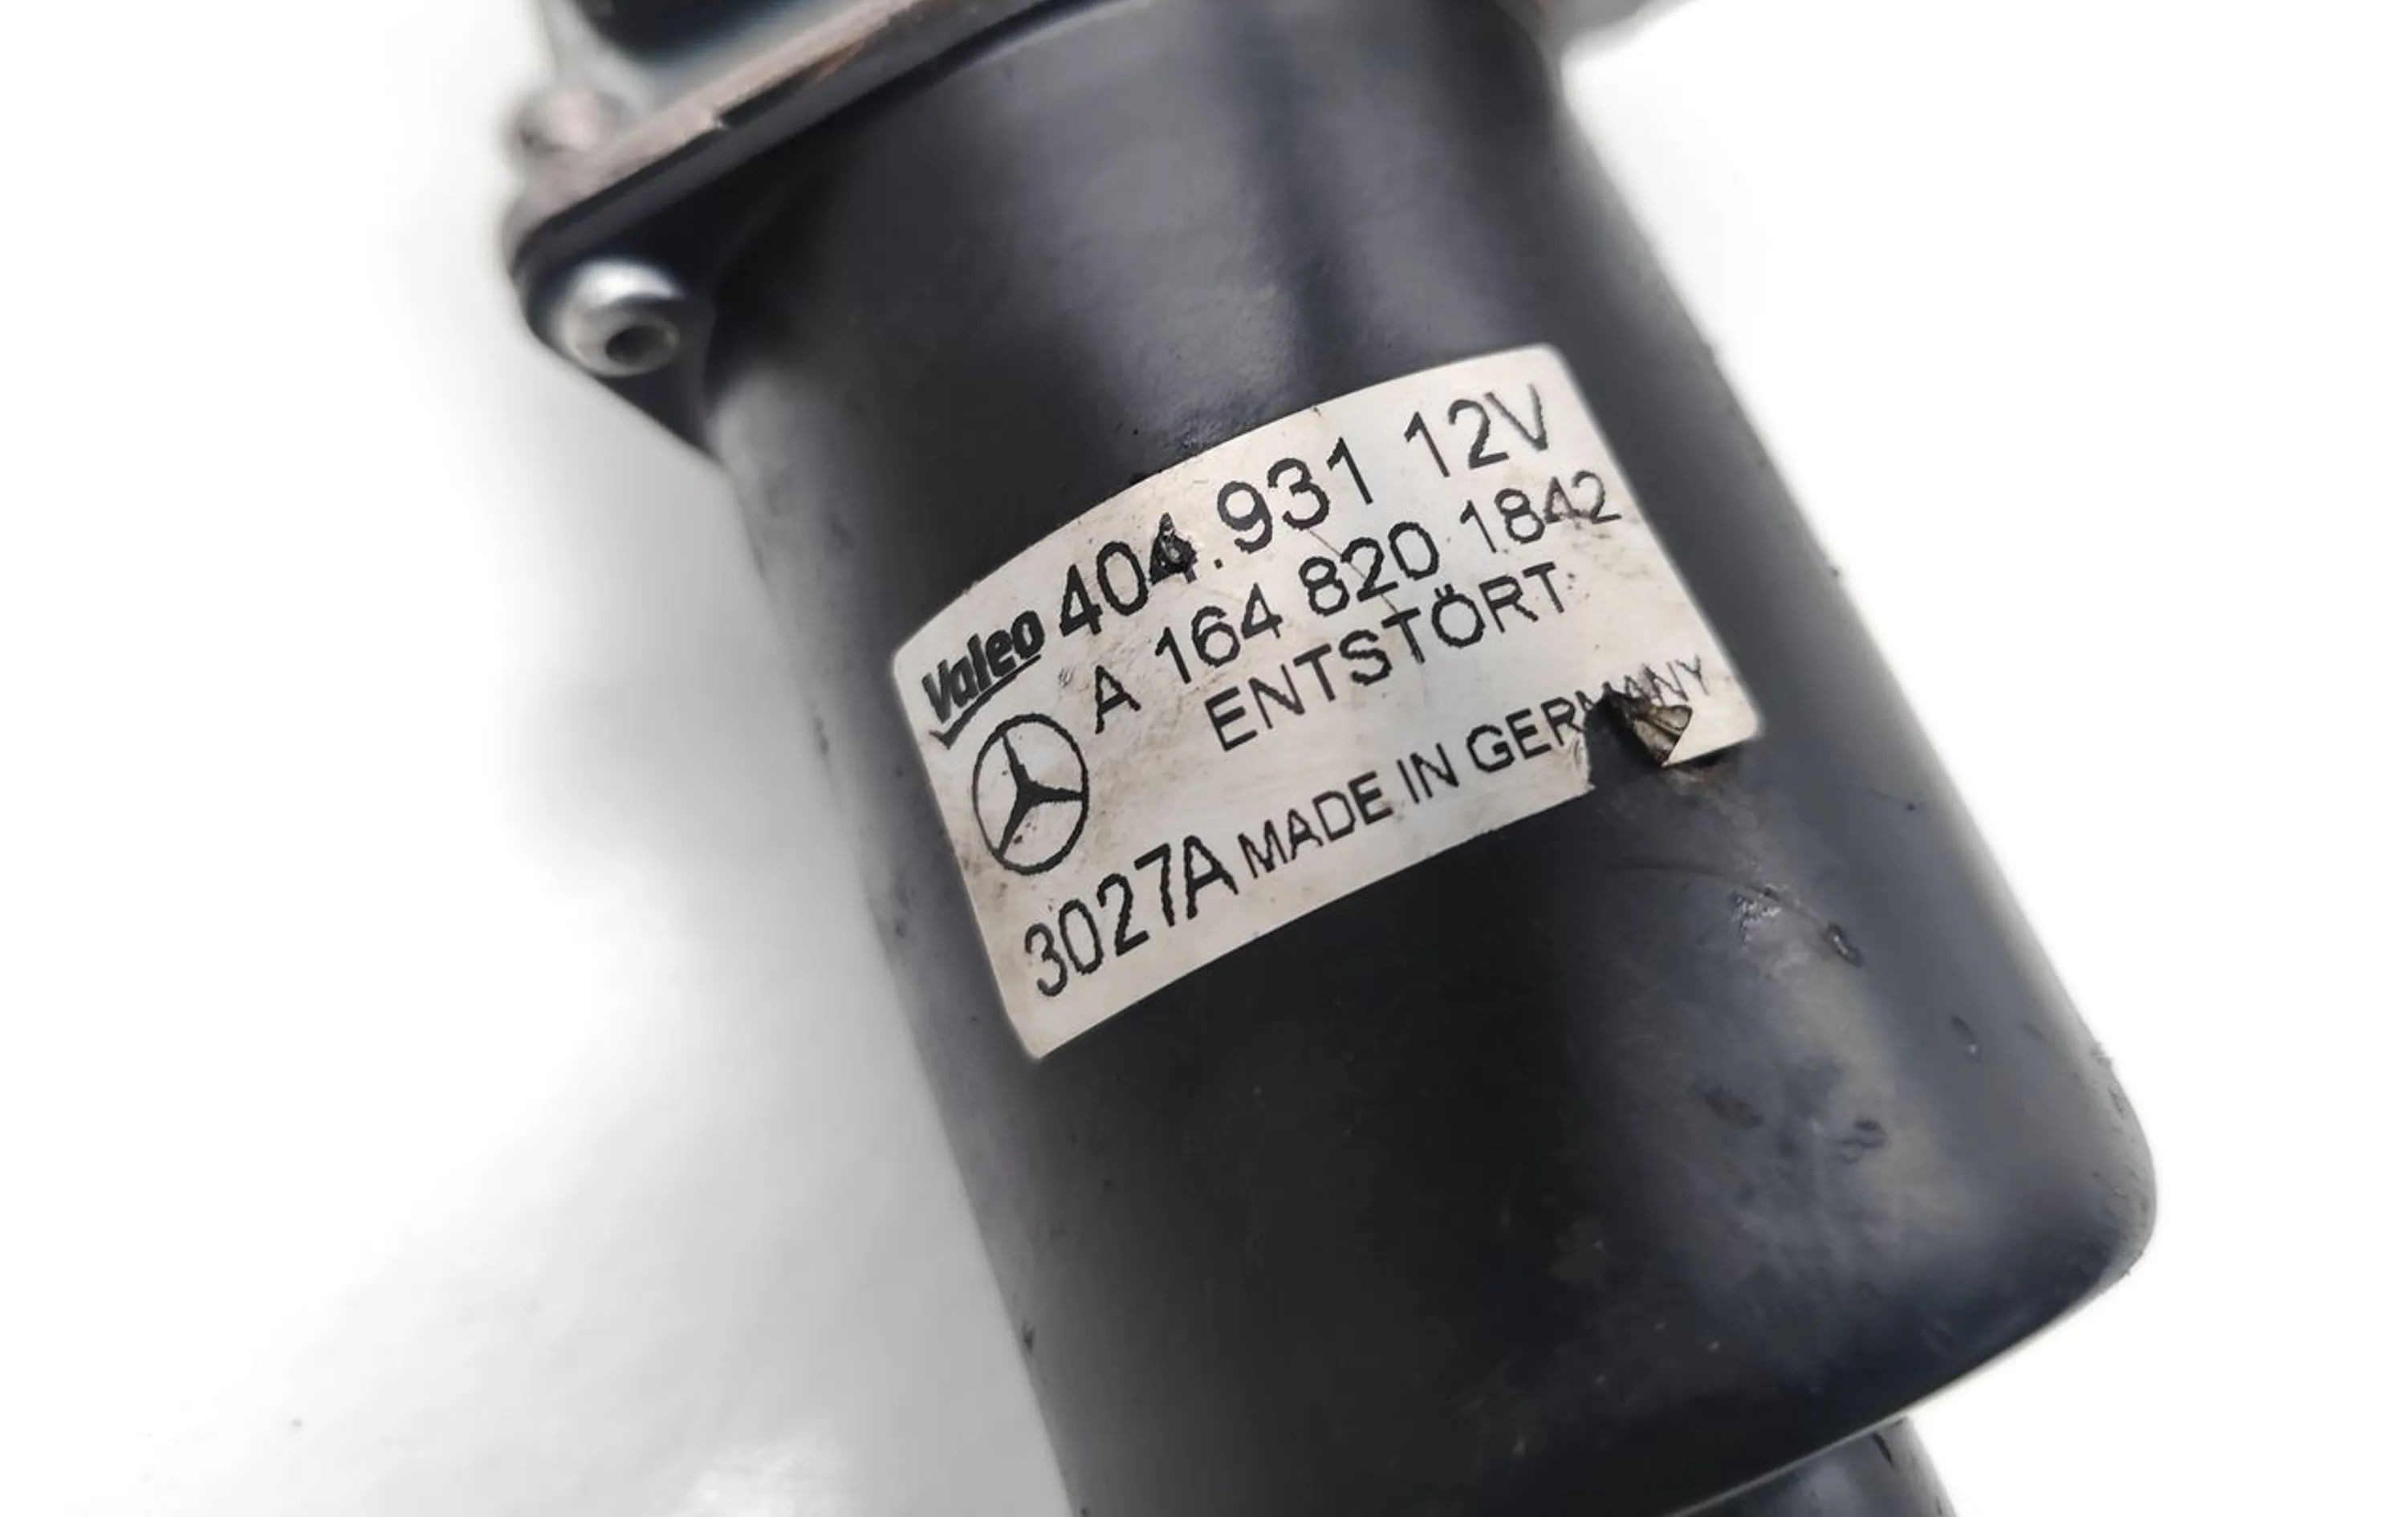 Valeo 404.931 12V
A 164 820 1842
ENTSTÖRT
3027A MADE IN GERMANY